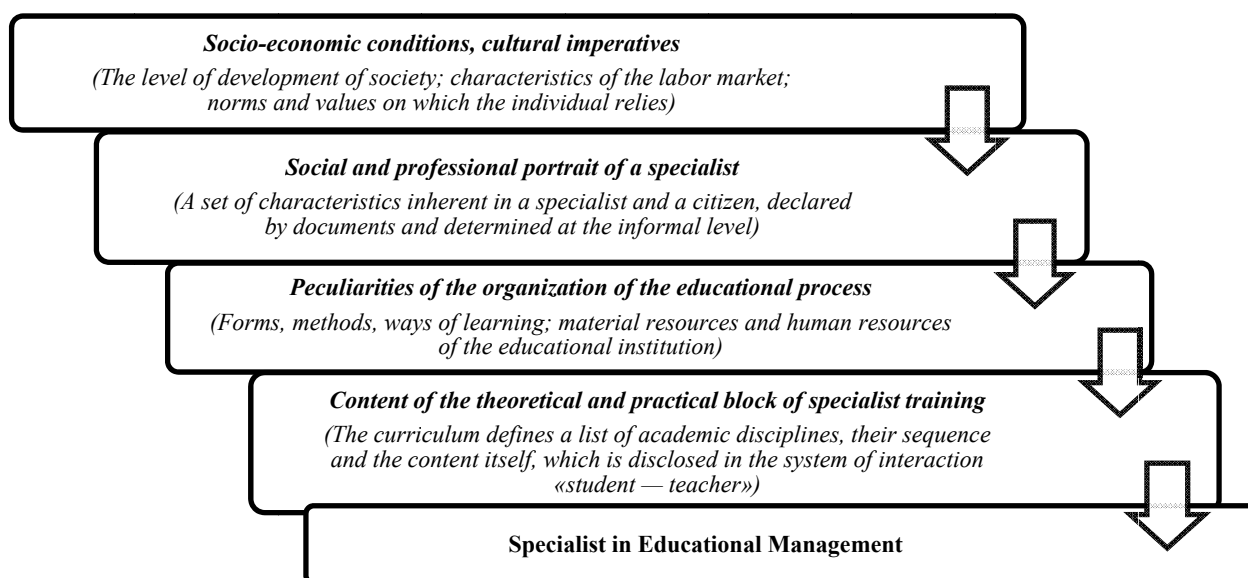 Socio-economic conditions, cultural imperatives
(The level of development of society; characteristics of the labor market;
norms and values on which the individual relies)
Social and professional portrait of a specialist
(A set of characteristics inherent in a specialist and a citizen, declared
by documents and determined at the informal level)
Peculiarities of the organization of the educational process
(Forms, methods, ways of learning; material resources and human resources
of the educational institution)
Content of the theoretical and practical block of specialist training
(The curriculum defines a list of academic disciplines, their sequence
and the content itself, which is disclosed in the system of interaction
«student — teacher»)
Specialist in Educational Management